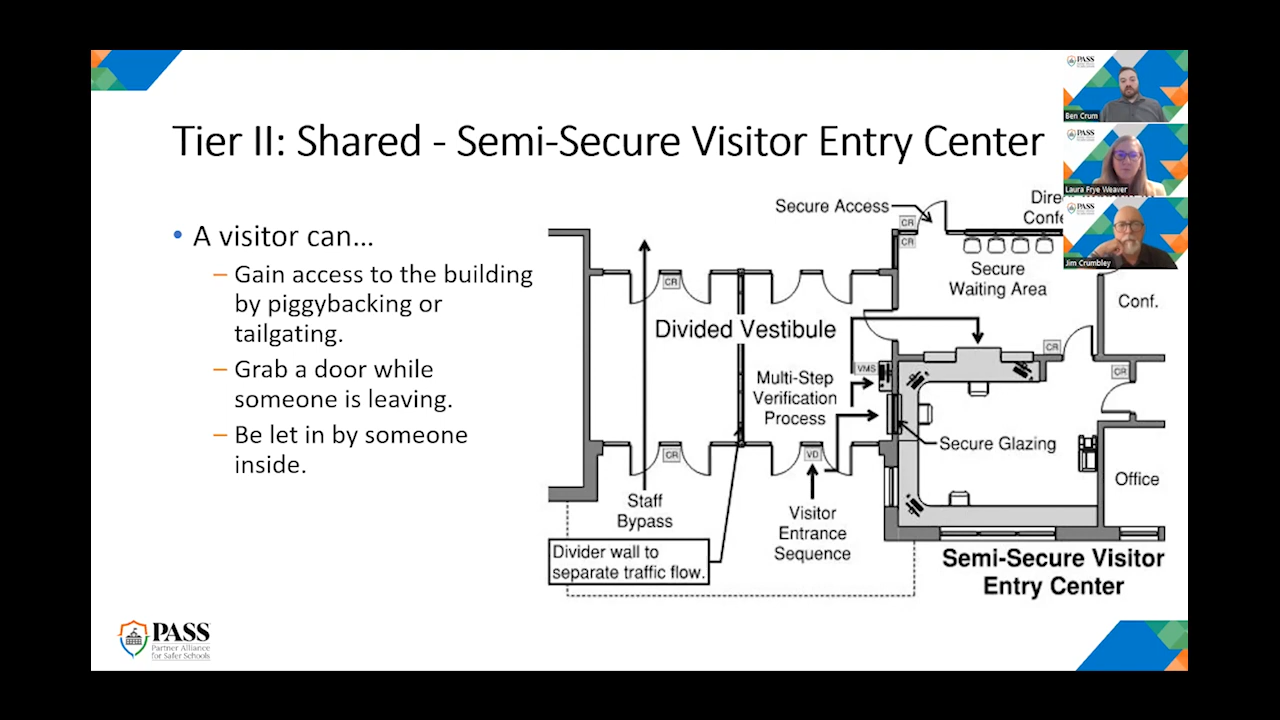 Tier II: Shared - Semi-Secure Visitor Entry Center
• A visitor can...
– Gain access to the building
by piggybacking or
tailgating.
– Grab a door while
someone is leaving.
– Be let in by someone
inside.
Secure Access
CR
CR
Secure
Waiting Area
Conf.
CR
Divided Vestibule
CR
CR
VMS
Multi-Step
Verification
Process
Secure Glazing
CR
VD
Office
Staff
Bypass
Visitor
Entrance
Sequence
Divider wall to
separate traffic flow.
Semi-Secure Visitor
Entry Center
PASS
Partner Alliance
for Safer Schools
PASS
Ben Crum
PASS
Laura Frye Weaver
PASS
Jim Crumbley